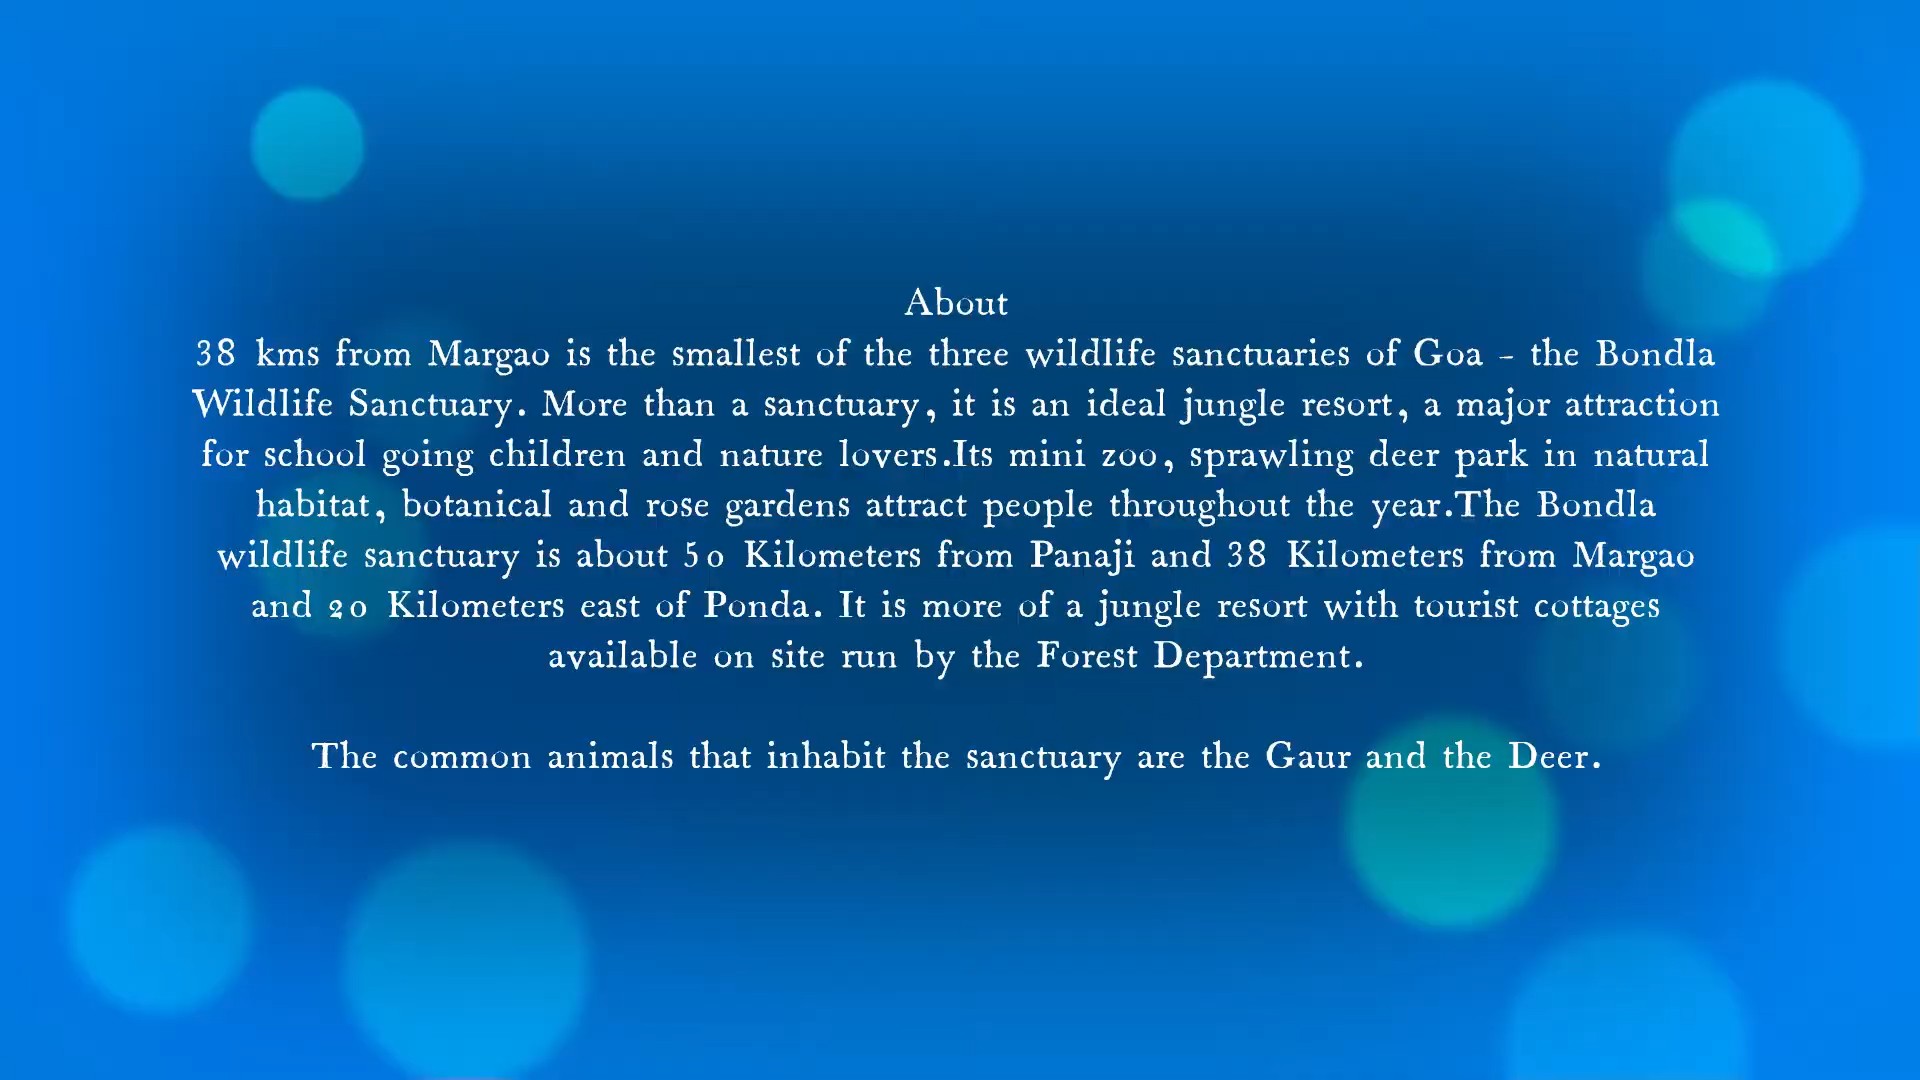 About
38 kms from Margao is the smallest of the three wildlife sanctuaries of Goa - the Bondla
Wildlife Sanctuary. More than a sanctuary, it is an ideal jungle resort, a major attraction
for school going children and nature lovers.Its mini zoo, sprawling deer park in natural
habitat, botanical and rose gardens attract people throughout the year.The Bondla
wildlife sanctuary is about 50 Kilometers from Panaji and 38 Kilometers from Margao
and 20 Kilometers east of Ponda. It is more of a jungle resort with tourist cottages
available on site run by the Forest Department.
The common animals that inhabit the sanctuary are the Gaur and the Deer.